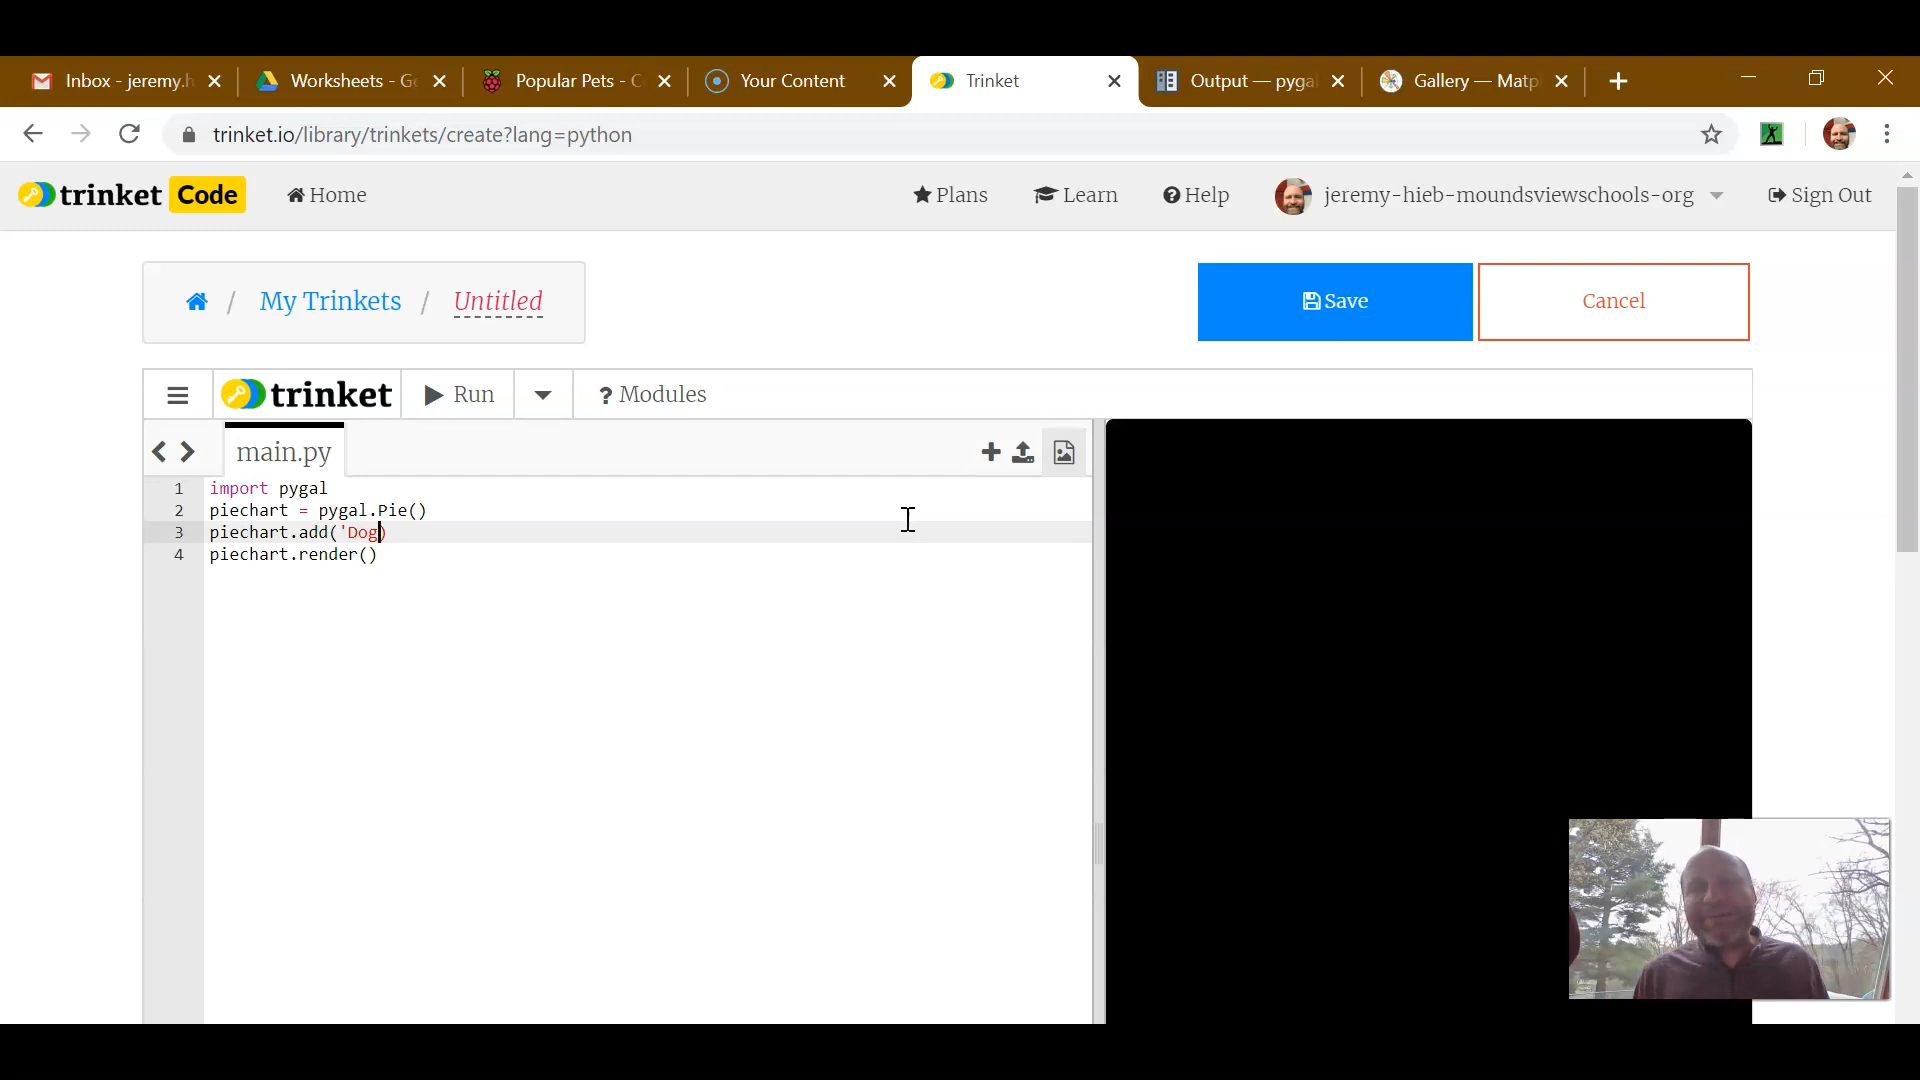 Inbox - jeremy.h
Worksheets - Go
Popular Pets - C
Your Content
Trinket
Output — pyga
Gallery — Matp
trinket.io/library/trinkets/create?lang=python
trinket Code
Home
Plans
Learn
Help
jeremy-hieb-moundsviewschools-org
Sign Out
/ My Trinkets / Untitled
Save
Cancel
trinket
Run
? Modules
main.py
1 import pygal
2 piechart = pygal.Pie()
3 piechart.add('Dog)
4 piechart.render()